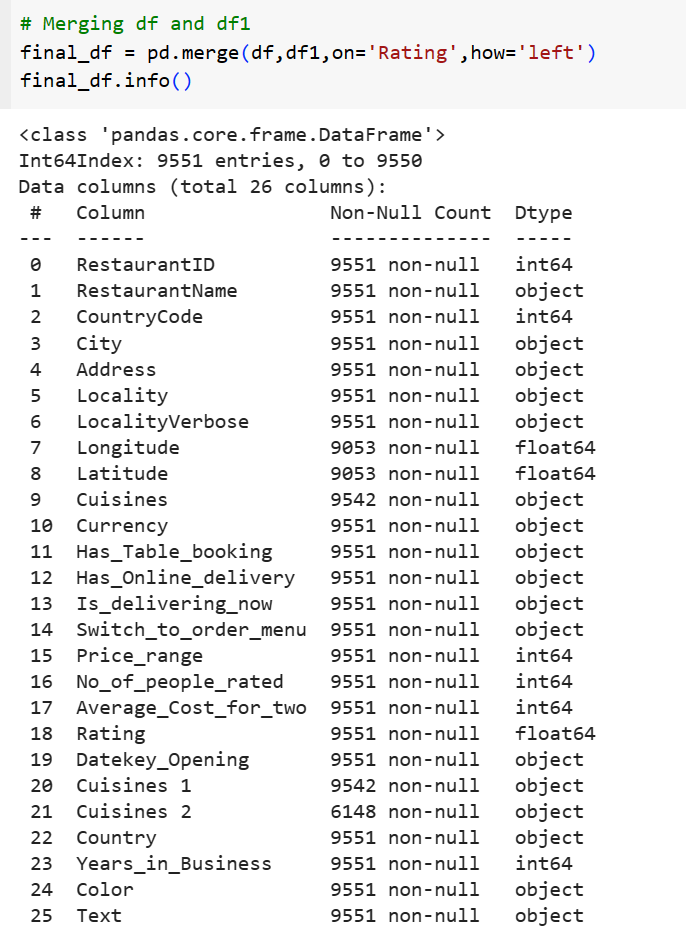 # Merging df and df1
final_df = pd.merge(df,df1,on='Rating',how='left')
final_df.info()
<class 'pandas.core.frame.DataFrame'>
Int64Index: 9551 entries, 0 to 9550
Data columns (total 26 columns):
 #   Column                Non-Null Count  Dtype
---  ------                --------------  -----
 0   RestaurantID          9551 non-null   int64
 1   RestaurantName        9551 non-null   object
 2   CountryCode           9551 non-null   int64
 3   City                  9551 non-null   object
 4   Address               9551 non-null   object
 5   Locality              9551 non-null   object
 6   LocalityVerbose       9551 non-null   object
 7   Longitude             9053 non-null   float64
 8   Latitude              9053 non-null   float64
 9   Cuisines              9542 non-null   object
 10  Currency              9551 non-null   object
 11  Has_Table_booking     9551 non-null   object
 12  Has_Online_delivery   9551 non-null   object
 13  Is_delivering_now     9551 non-null   object
 14  Switch_to_order_menu  9551 non-null   object
 15  Price_range           9551 non-null   int64
 16  No_of_people_rated    9551 non-null   int64
 17  Average_Cost_for_two  9551 non-null   int64
 18  Rating                9551 non-null   float64
 19  Datekey_Opening       9551 non-null   object
 20  Cuisines 1            9542 non-null   object
 21  Cuisines 2            6148 non-null   object
 22  Country               9551 non-null   object
 23  Years_in_Business     9551 non-null   int64
 24  Color                 9551 non-null   object
 25  Text                  9551 non-null   object